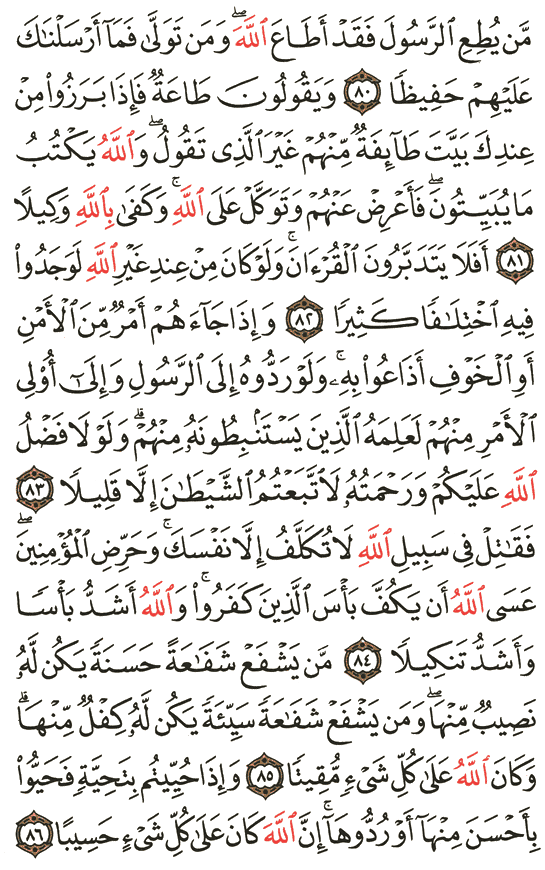 مَّن يُطِعِ ٱلرَّسُولَ فَقَدۡ أَطَاعَ ٱللَّهَۖ وَمَن تَوَلَّىٰ فَمَآ أَرۡسَلۡنَٰكَ
عَلَيۡهِمۡ حَفِيظٗا ٨٠ وَيَقُولُونَ طَاعَةٞ فَإِذَا بَرَزُواْ مِنۡ
عِندِكَ بَيَّتَ طَآئِفَةٞ مِّنۡهُمۡ غَيۡرَ ٱلَّذِي تَقُولُۖ وَٱللَّهُ يَكۡتُبُ
مَا يُبَيِّتُونَۖ فَأَعۡرِضۡ عَنۡهُمۡ وَتَوَكَّلۡ عَلَى ٱللَّهِۚ وَكَفَىٰ بِٱللَّهِ وَكِيلًا
٨١ أَفَلَا يَتَدَبَّرُونَ ٱلۡقُرۡءَانَۚ وَلَوۡ كَانَ مِنۡ عِندِ غَيۡرِ ٱللَّهِ لَوَجَدُواْ
فِيهِ ٱخۡتِلَٰفٗا كَثِيرٗا ٨٢ وَإِذَا جَآءَهُمۡ أَمۡرٞ مِّنَ ٱلۡأَمۡنِ
أَوِ ٱلۡخَوۡفِ أَذَاعُواْ بِهِۦۖ وَلَوۡ رَدُّوهُ إِلَى ٱلرَّسُولِ وَإِلَىٰٓ أُوْلِي
ٱلۡأَمۡرِ مِنۡهُمۡ لَعَلِمَهُ ٱلَّذِينَ يَسۡتَنۢبِطُونَهُۥ مِنۡهُمۡۗ وَلَوۡلَا فَضۡلُ
ٱللَّهِ عَلَيۡكُمۡ وَرَحۡمَتُهُۥ لَٱتَّبَعۡتُمُ ٱلشَّيۡطَٰنَ إِلَّا قَلِيلٗا ٨٣
فَقَٰتِلۡ فِي سَبِيلِ ٱللَّهِ لَا تُكَلَّفُ إِلَّا نَفۡسَكَۚ وَحَرِّضِ ٱلۡمُؤۡمِنِينَۖ
عَسَى ٱللَّهُ أَن يَكُفَّ بَأۡسَ ٱلَّذِينَ كَفَرُواْۚ وَٱللَّهُ أَشَدُّ بَأۡسٗا
وَأَشَدُّ تَنكِيلٗا ٨٤ مَّن يَشۡفَعۡ شَفَٰعَةً حَسَنَةٗ يَكُن لَّهُۥ
نَصِيبٞ مِّنۡهَاۖ وَمَن يَشۡفَعۡ شَفَٰعَةٗ سَيِّئَةٗ يَكُن لَّهُۥ كِفۡلٞ مِّنۡهَاۗ
وَكَانَ ٱللَّهُ عَلَىٰ كُلِّ شَيۡءٖ مُّقِيتٗا ٨٥ وَإِذَا حُيِّيتُم بِتَحِيَّةٖ فَحَيُّواْ
بِأَحۡسَنَ مِنۡهَآ أَوۡ رُدُّوهَآۗ إِنَّ ٱللَّهَ كَانَ عَلَىٰ كُلِّ شَيۡءٍ حَسِيبًا ٨٦